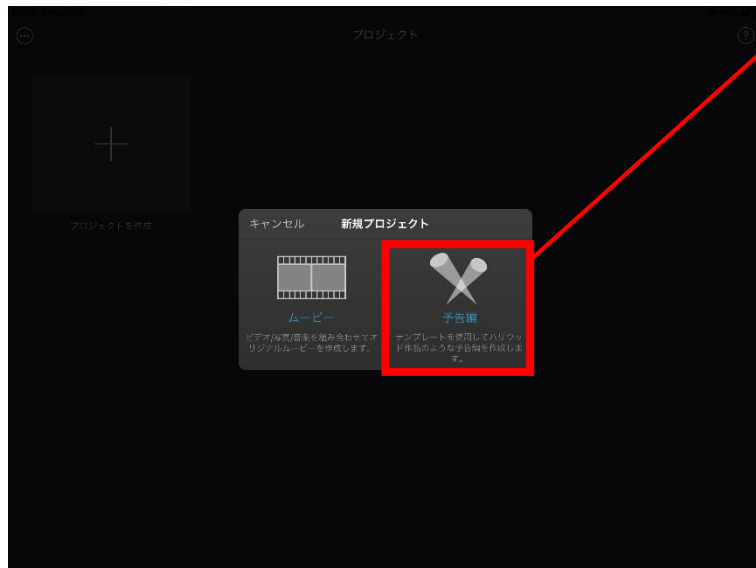 プロジェクト
?
プロジェクトを作成
キャンセル
新規プロジェクト
ムービー
ビデオ/写真/音楽を組み合わせてオ
リジナルムービーを作成します。
予告編
テンプレートを使用してハリウッ
ド作品のような予告編を作成しま
す。